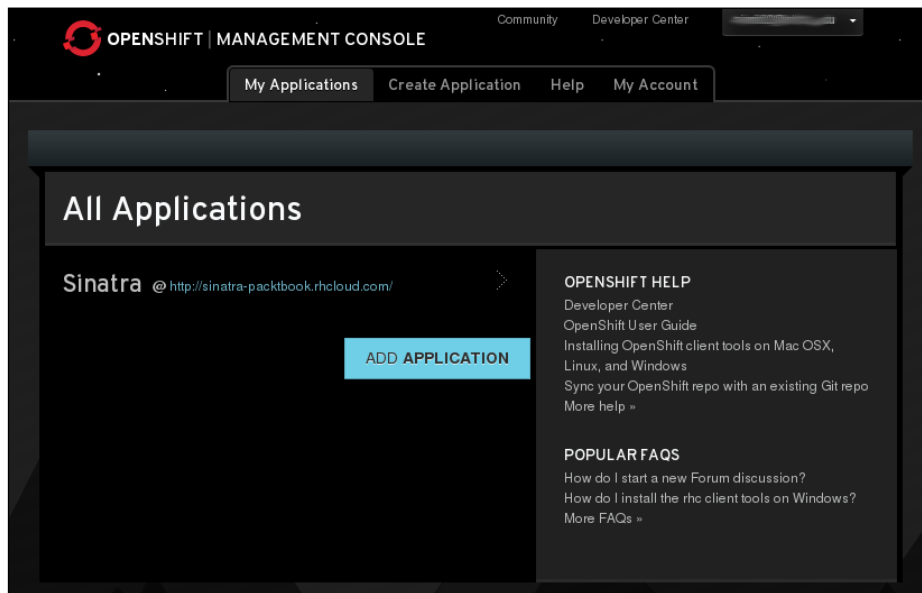 Community Developer Center
OPENSHIFT | MANAGEMENT CONSOLE
My Applications Create Application Help My Account
All Applications
Sinatra @ http://sinatra-packtbook.rhcloud.com/
ADD APPLICATION
OPENSHIFT HELP
Developer Center
OpenShift User Guide
Installing OpenShift client tools on Mac OSX,
Linux, and Windows
Sync your OpenShift repo with an existing Git repo
More help »
POPULAR FAQS
How do I start a new Forum discussion?
How do I install the rhc client tools on Windows?
More FAQs »